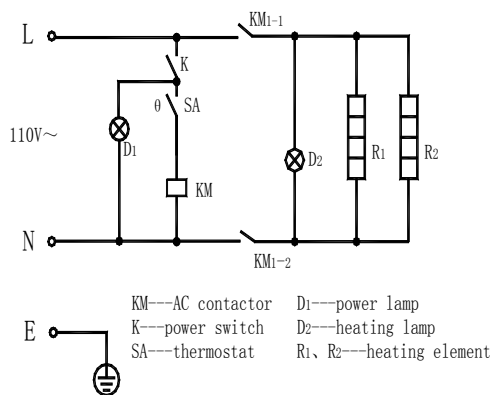 L
KM1-1
K
θ SA
110V～
D1
D2
R1
R2
KM
N
KM1-2
KM---AC contactor D1---power lamp
E
K---power switch D2---heating lamp
SA---thermostat R1、R2---heating element